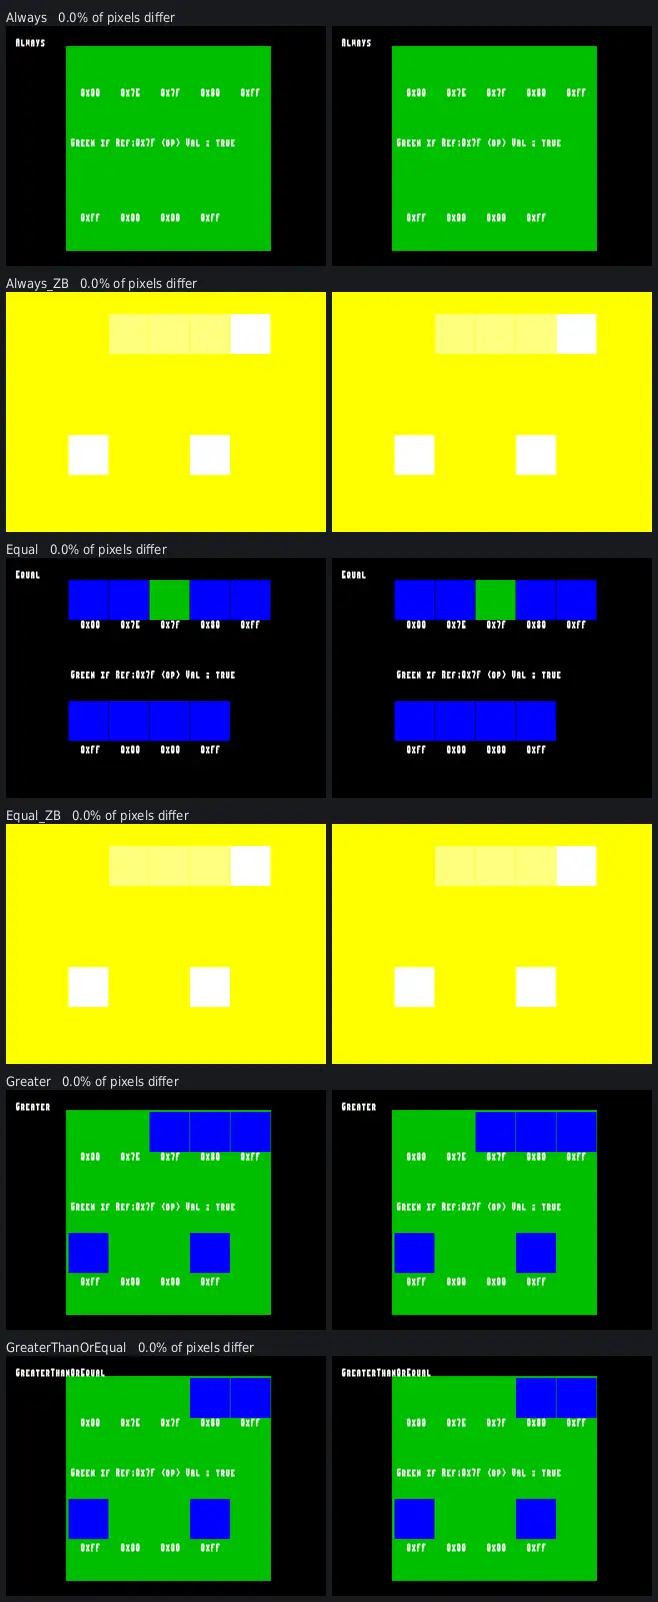 Always 0.0% of pixels differ
Always Always
0x00 0x7E 0x7F 0x80 0xFF 0x00 0x7E 0x7F 0x80 0xFF
Green if Ref:0x7F (op) Val : TRUE Green if Ref:0x7F (op) Val : TRUE
0xFF 0x00 0x00 0xFF 0xFF 0x00 0x00 0xFF
Always_ZB 0.0% of pixels differ
Equal 0.0% of pixels differ
Equal Equal
0x00 0x7E 0x7F 0x80 0xFF 0x00 0x7E 0x7F 0x80 0xFF
Green if Ref:0x7F (op) Val : TRUE Green if Ref:0x7F (op) Val : TRUE
0xFF 0x00 0x00 0xFF 0xFF 0x00 0x00 0xFF
Equal_ZB 0.0% of pixels differ
Greater 0.0% of pixels differ
Greater Greater
0x00 0x7E 0x7F 0x80 0xFF 0x00 0x7E 0x7F 0x80 0xFF
Green if Ref:0x7F (op) Val : TRUE Green if Ref:0x7F (op) Val : TRUE
0xFF 0x00 0x00 0xFF 0xFF 0x00 0x00 0xFF
GreaterThanOrEqual 0.0% of pixels differ
GreaterThanOrEqual GreaterThanOrEqual
0x00 0x7E 0x7F 0x80 0xFF 0x00 0x7E 0x7F 0x80 0xFF
Green if Ref:0x7F (op) Val : TRUE Green if Ref:0x7F (op) Val : TRUE
0xFF 0x00 0x00 0xFF 0xFF 0x00 0x00 0xFF